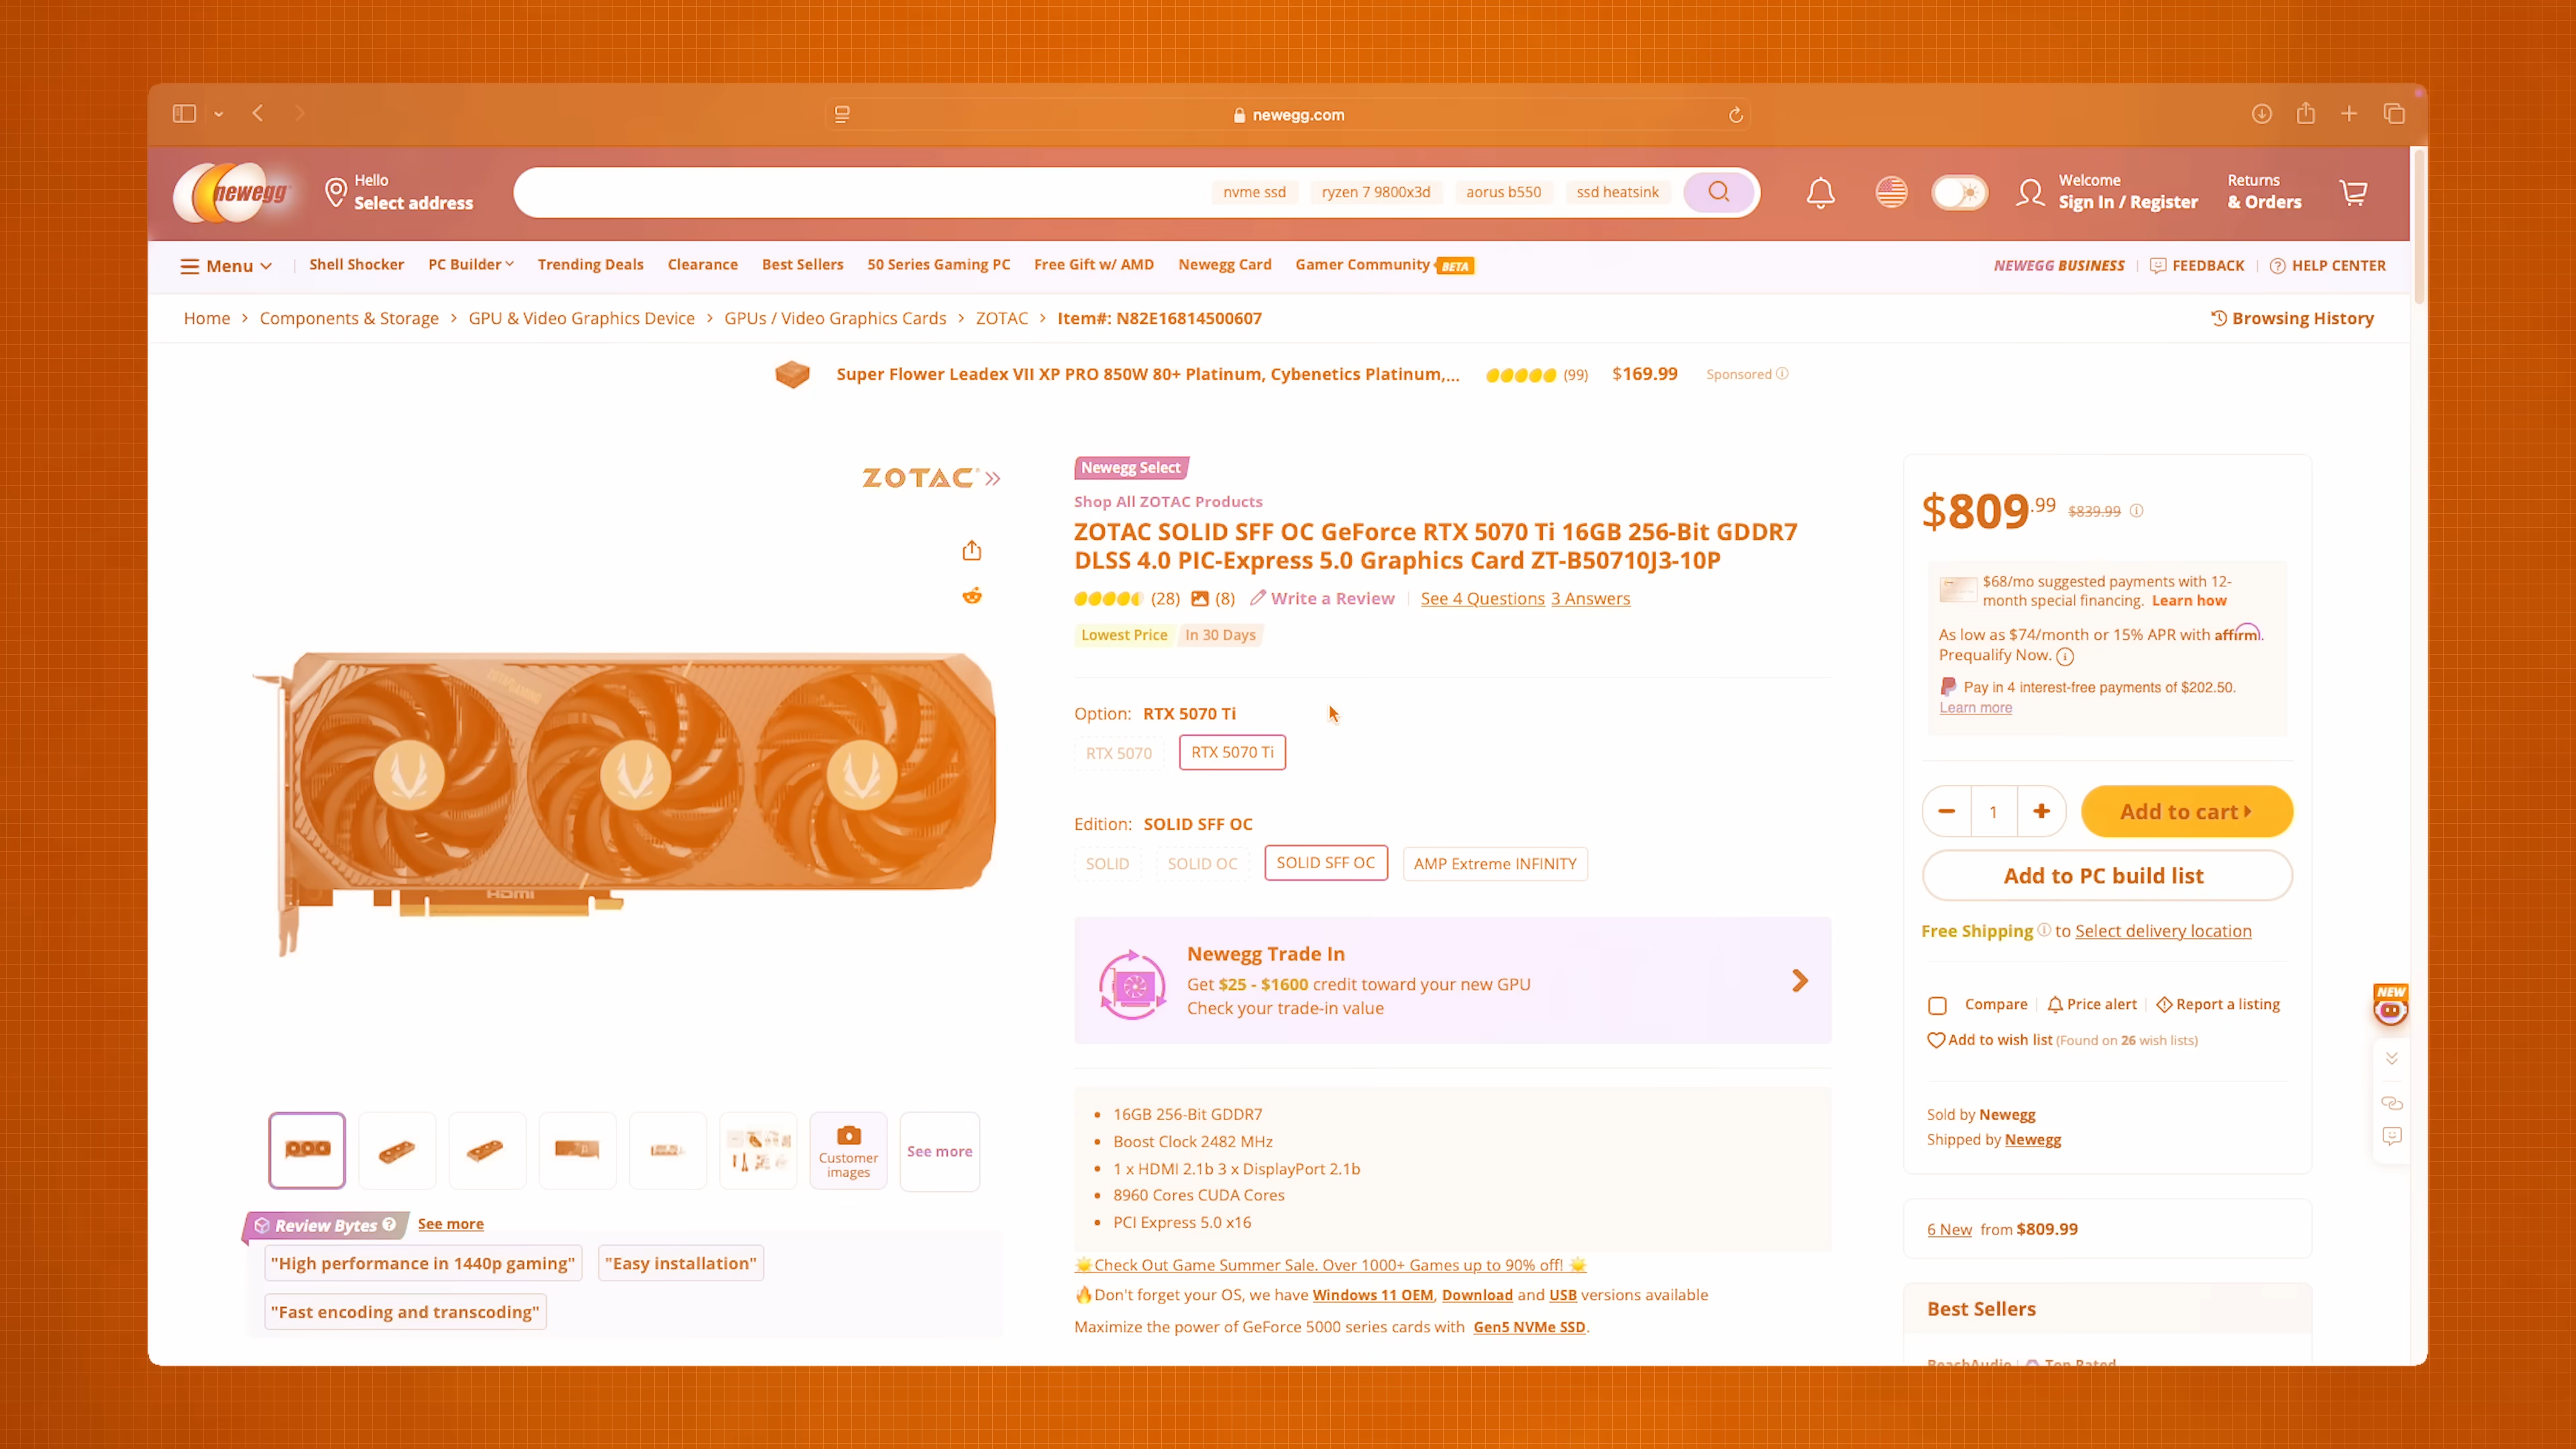 newegg.com
newegg
Hello
Select address
nvme ssd
ryzen 7 9800x3d
aorus b550
ssd heatsink
Welcome
Sign In / Register
Returns
& Orders
Menu
Shell Shocker
PC Builder
Trending Deals
Clearance
Best Sellers
50 Series Gaming PC
Free Gift w/ AMD
Newegg Card
Gamer Community BETA
NEWEGG BUSINESS
FEEDBACK
HELP CENTER
Home > Components & Storage > GPU & Video Graphics Device > GPUs / Video Graphics Cards > ZOTAC > Item#: N82E16814500607
Browsing History
Super Flower Leadex VII XP PRO 850W 80+ Platinum, Cybenetics Platinum,... (99) $169.99 Sponsored
ZOTAC
Newegg Select
Shop All ZOTAC Products
ZOTAC SOLID SFF OC GeForce RTX 5070 Ti 16GB 256-Bit GDDR7
DLSS 4.0 PIC-Express 5.0 Graphics Card ZT-B50710J3-10P
(28) (8) Write a Review See 4 Questions 3 Answers
Lowest Price In 30 Days
Option: RTX 5070 Ti
RTX 5070
RTX 5070 Ti
Edition: SOLID SFF OC
SOLID
SOLID OC
SOLID SFF OC
AMP Extreme INFINITY
HDMI
Newegg Trade In
Get $25 - $1600 credit toward your new GPU
Check your trade-in value
• 16GB 256-Bit GDDR7
• Boost Clock 2482 MHz
• 1 x HDMI 2.1b 3 x DisplayPort 2.1b
• 8960 Cores CUDA Cores
• PCI Express 5.0 x16
☀️Check Out Game Summer Sale. Over 1000+ Games up to 90% off! ☀️
🔥Don't forget your OS, we have Windows 11 OEM, Download and USB versions available
Maximize the power of GeForce 5000 series cards with Gen5 NVMe SSD.
Customer
images
See more
Review Bytes
See more
"High performance in 1440p gaming"
"Easy installation"
"Fast encoding and transcoding"
$809.99 $839.99
$68/mo suggested payments with 12-
month special financing. Learn how
As low as $74/month or 15% APR with affirm.
Prequalify Now.
Pay in 4 interest-free payments of $202.50.
Learn more
1
Add to cart
Add to PC build list
Free Shipping to Select delivery location
Compare
Price alert
Report a listing
Add to wish list (Found on 26 wish lists)
Sold by Newegg
Shipped by Newegg
6 New from $809.99
Best Sellers
BeachAudio Top Rated
NEW